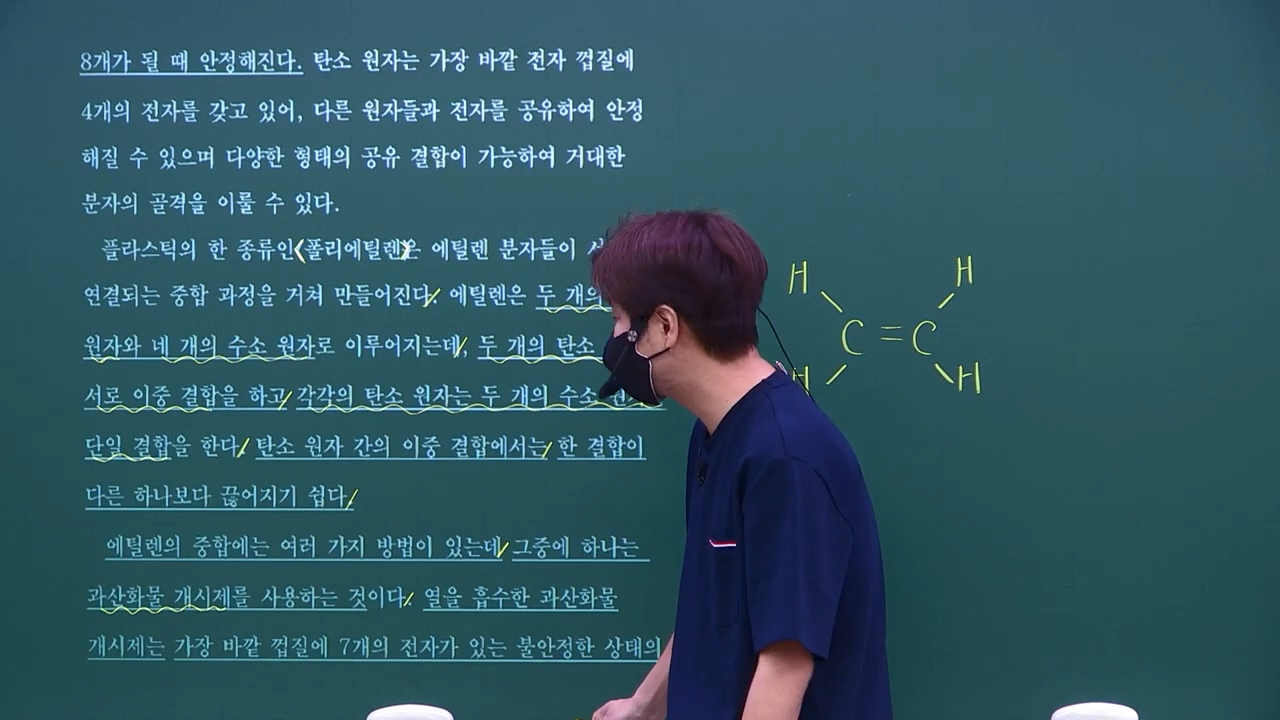 8개가 될 때 안정해진다. 탄소 원자는 가장 바깥 전자 껍질에
4개의 전자를 갖고 있어, 다른 원자들과 전자를 공유하여 안정
해질 수 있으며 다양한 형태의 공유 결합이 가능하여 거대한
분자의 골격을 이룰 수 있다.
플라스틱의 한 종류인 폴리에틸렌은 에틸렌 분자들이
연결되는 중합 과정을 거쳐 만들어진다. 에틸렌은 두 개의
원자와 네 개의 수소 원자로 이루어지는데, 두 개의 탄소
서로 이중 결합을 하고 각각의 탄소 원자는 두 개의 수소
단일 결합을 한다. 탄소 원자 간의 이중 결합에서는 한 결합이
다른 하나보다 끊어지기 쉽다.
에틸렌의 중합에는 여러 가지 방법이 있는데 그중에 하나는
과산화물 개시제를 사용하는 것이다. 열을 흡수한 과산화물
개시제는 가장 바깥 껍질에 7개의 전자가 있는 불안정한 상태의
H H
C = C
H H